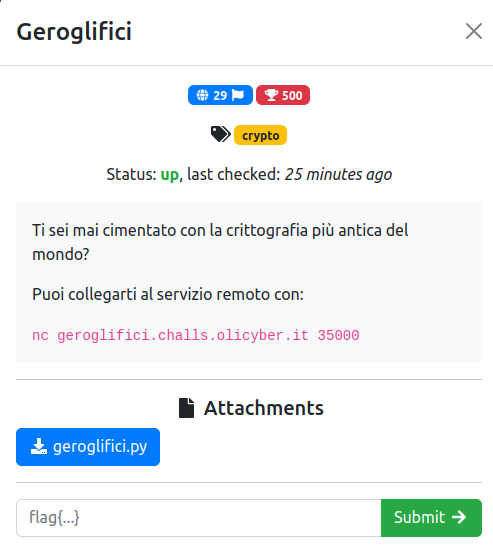 Geroglifici
29 500
crypto
Status: up, last checked: 25 minutes ago
Ti sei mai cimentato con la crittografia più antica del
mondo?
Puoi collegarti al servizio remoto con:
nc geroglifici.challs.olicyber.it 35000
Attachments
geroglifici.py
flag{...}
Submit